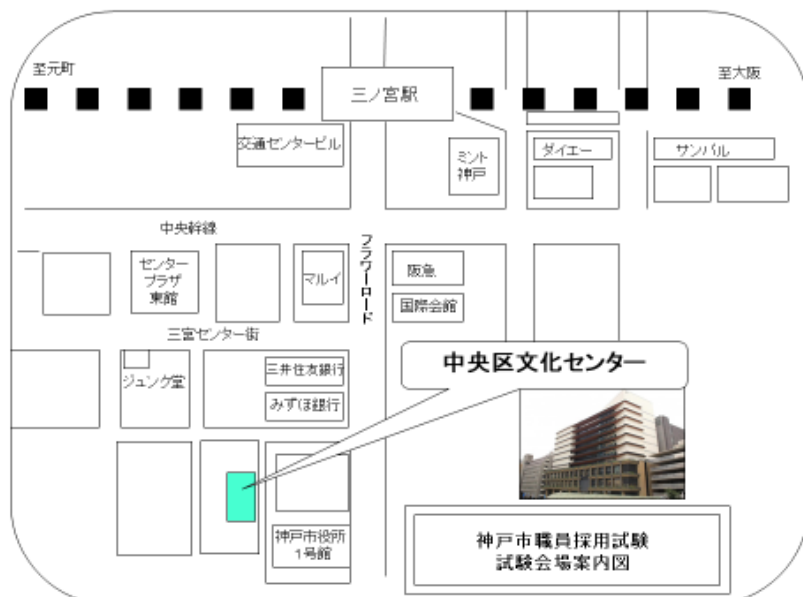 至元町
至大阪
三ノ宮駅
交通センタービル
ミント
神戸
ダイエー
サンパル
中央幹線
フラワーロード
センター
プラザ
東館
マルイ
阪急
国際会館
三宮センター街
中央区文化センター
ジュンク堂
三井住友銀行
みずほ銀行
神戸市役所
1号館
神戸市職員採用試験
試験会場案内図